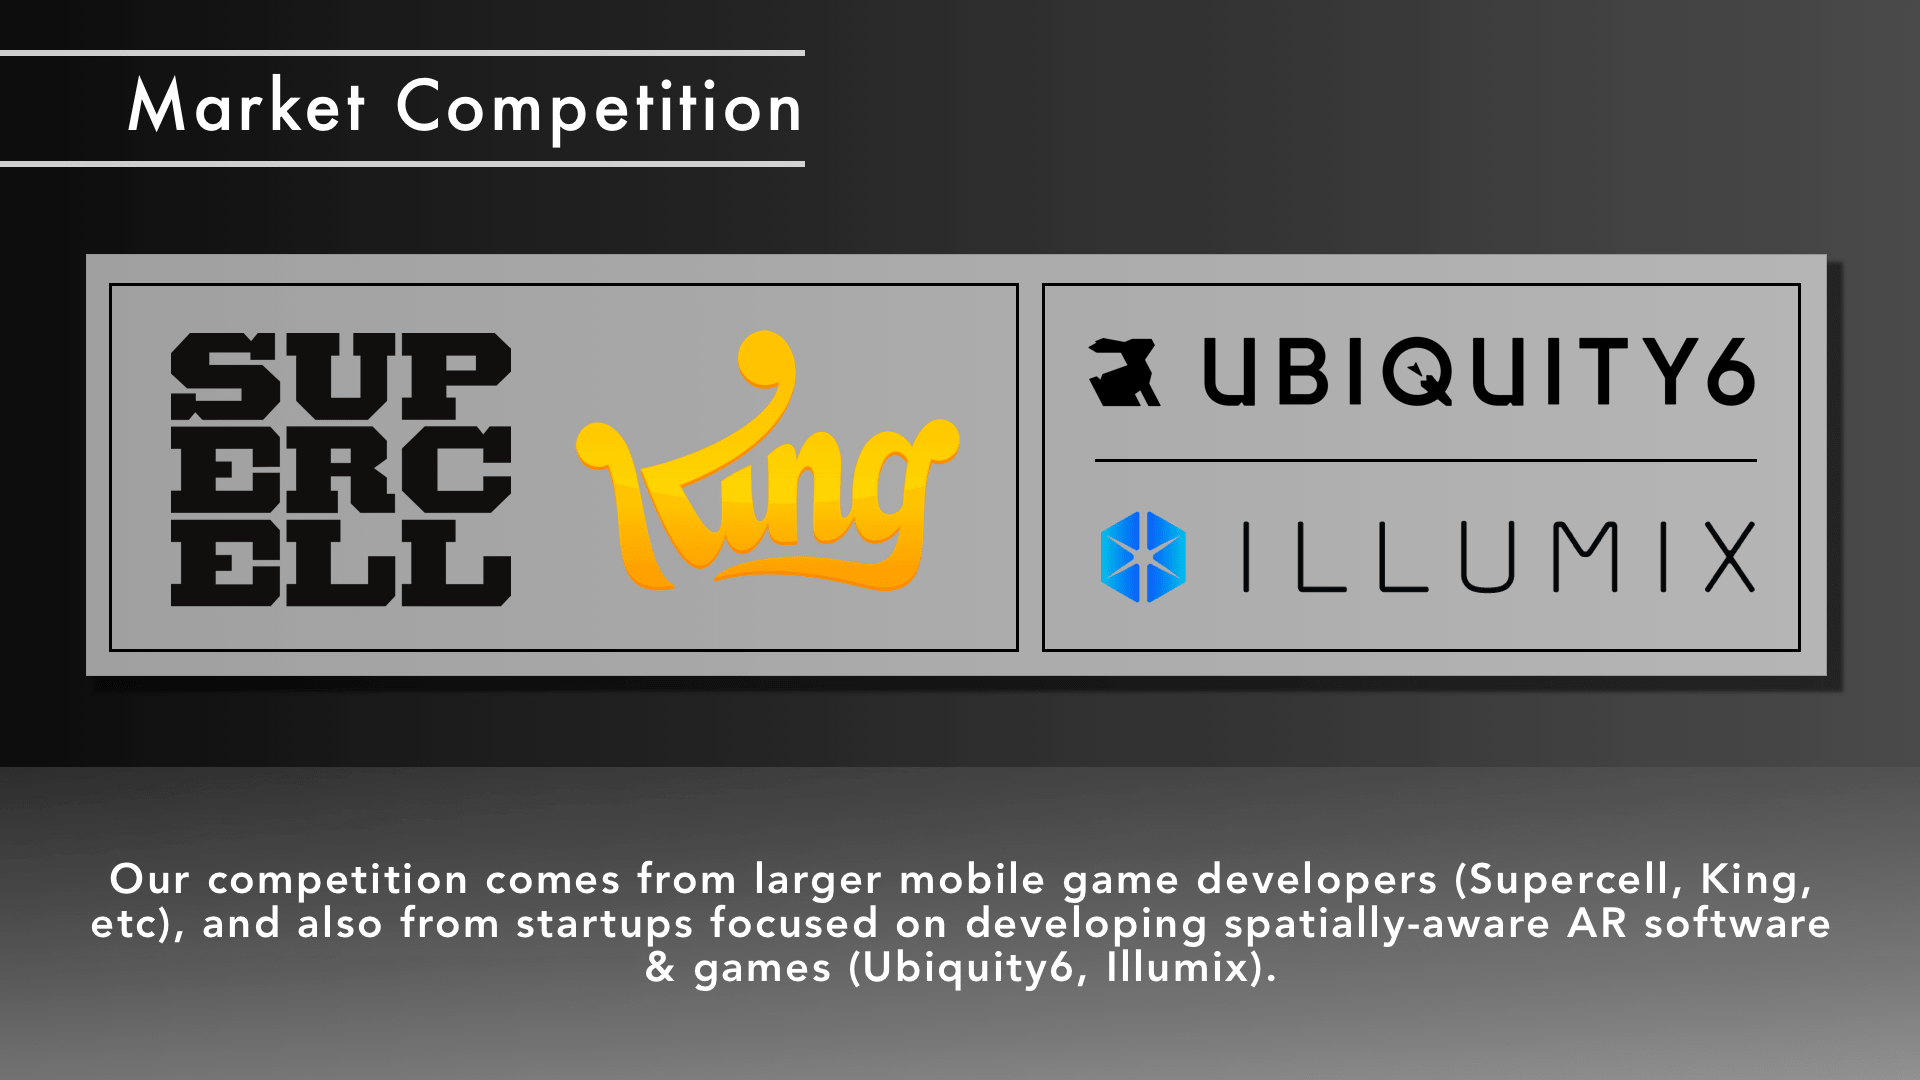 Market Competition
SUP
ERC
ELL
King
UBIQUITY6
ILLUMIX
Our competition comes from larger mobile game developers (Supercell, King,
etc), and also from startups focused on developing spatially-aware AR software
& games (Ubiquity6, Illumix).